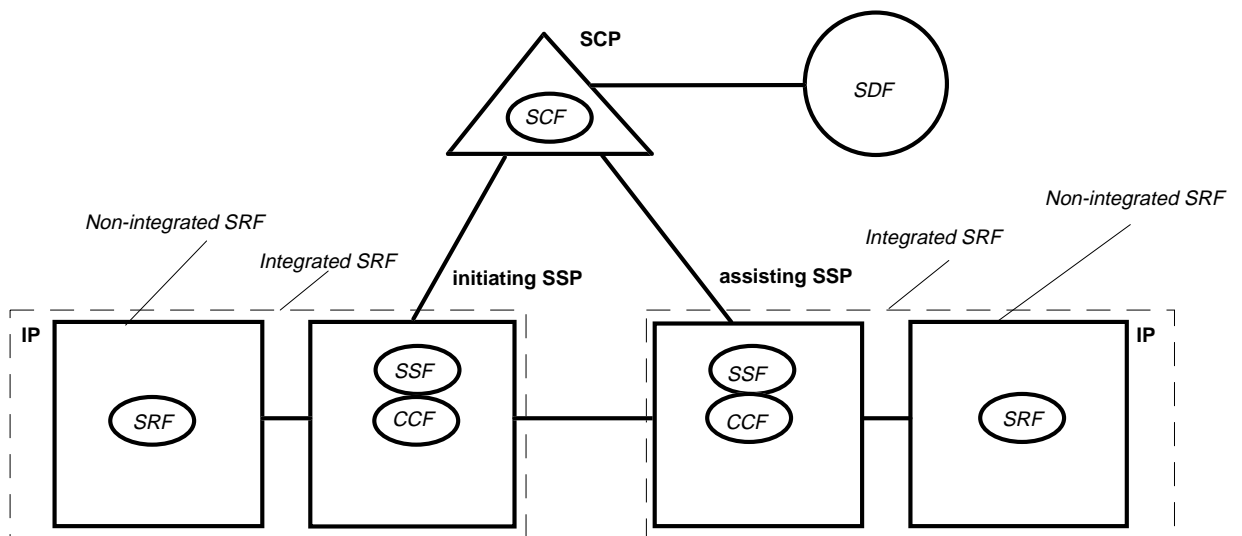 SCP
SDF
SCF
Non-integrated SRF
Non-integrated SRF
Integrated SRF
Integrated SRF
initiating SSP
assisting SSP
IP
IP
SSF
SSF
SRF
CCF
CCF
SRF